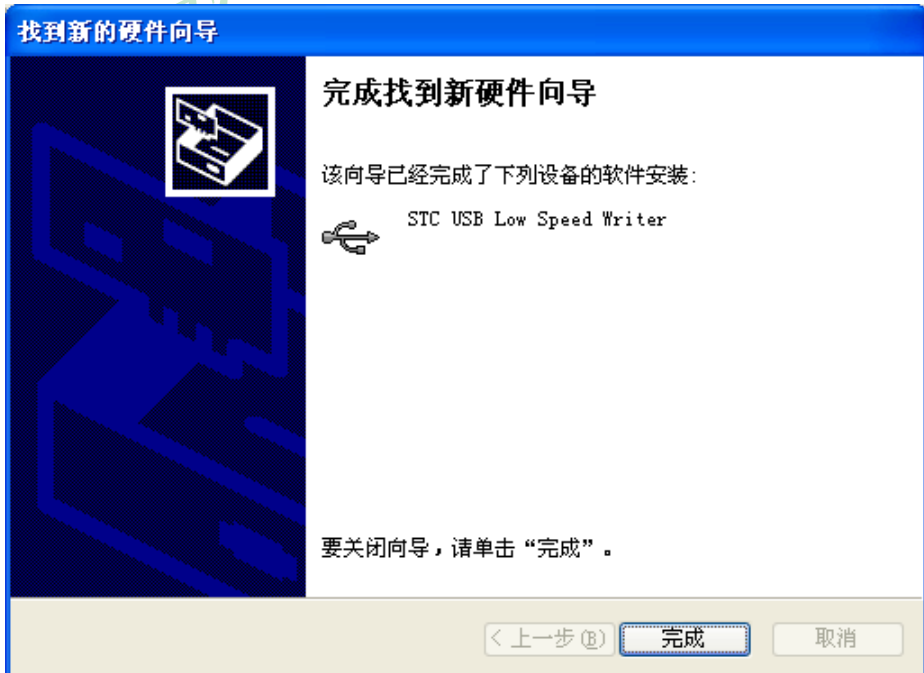 找到新的硬件向导
完成找到新硬件向导
该向导已经完成了下列设备的软件安装:
STC USB Low Speed Writer
要关闭向导，请单击“完成”。
< 上一步(B)
完成
取消